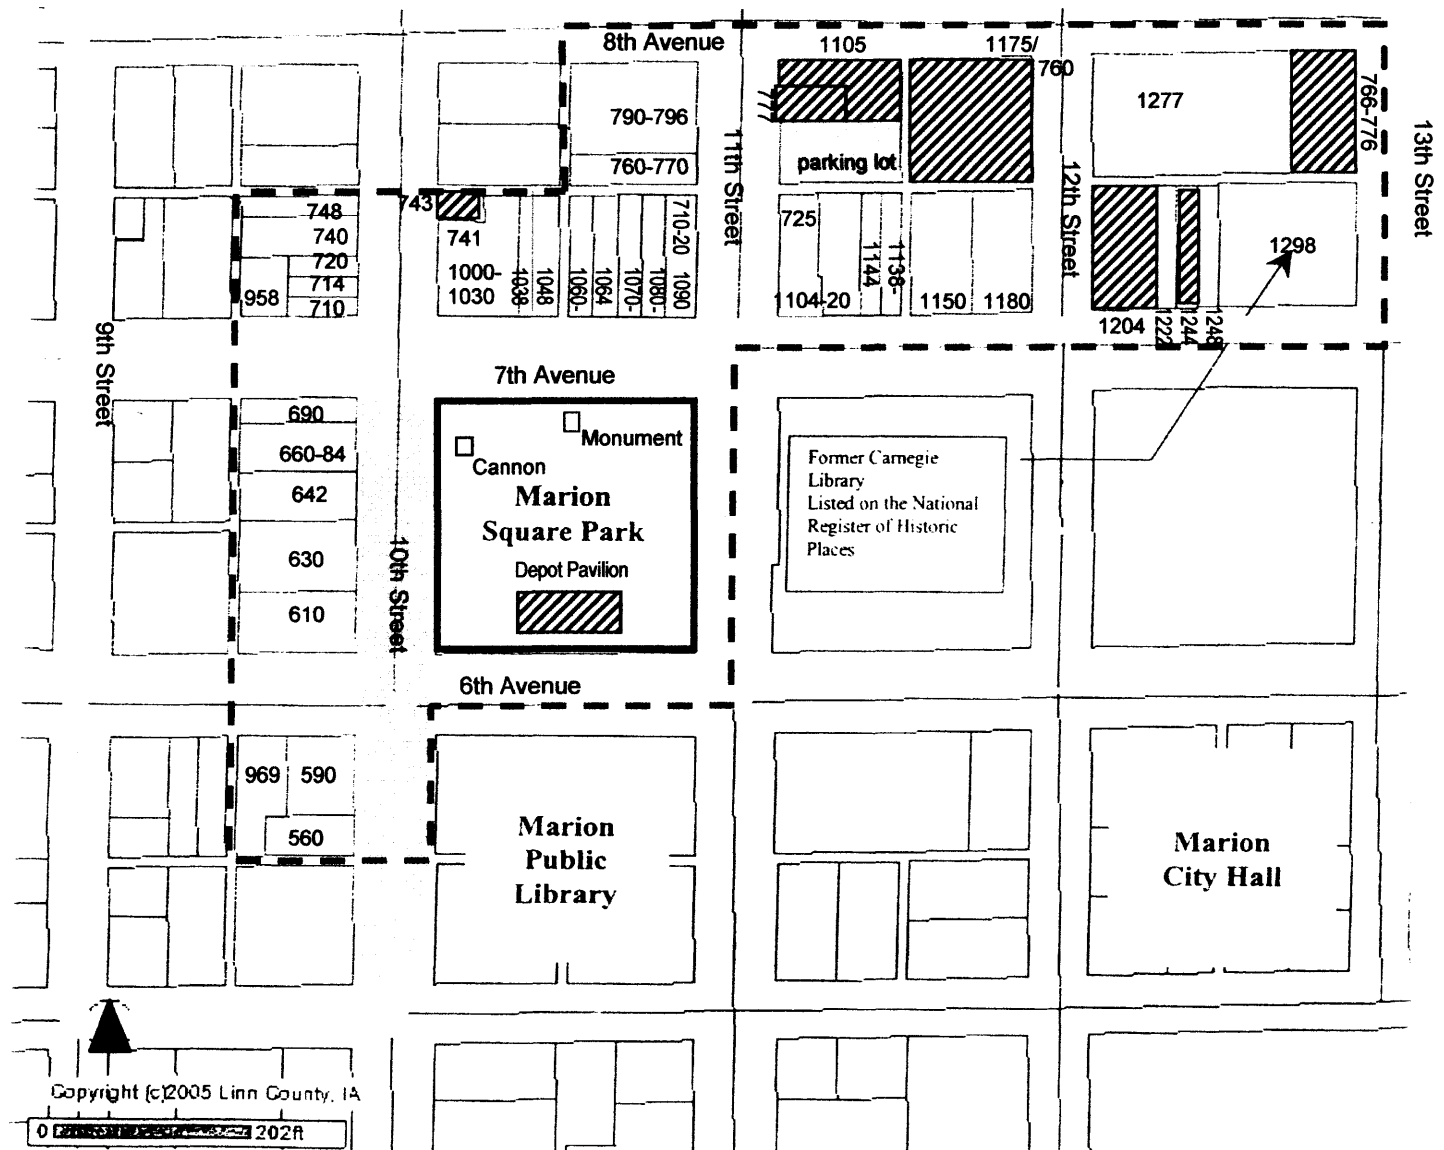 8th Avenue
1105
1175/
760
790-796
760-770
777
parking lot
1277
766-776
11th Street
12th Street
13th Street
748
740
720
714
710
958
743
741
1000-
1030
1038-
1048
1060-
1064
1070-
1080-
1090
710-20
725
1104-20
1144
1138-
1150
1180
1204
1222
1244
1248
1298
9th Street
10th Street
7th Avenue
690
660-84
642
630
610
Monument
Cannon
Marion
Square Park
Depot Pavilion
Former Carnegie
Library
Listed on the National
Register of Historic
Places
6th Avenue
969
590
560
Marion
Public
Library
Marion
City Hall
Copyright (c)2005 Linn County, IA
0
202ft